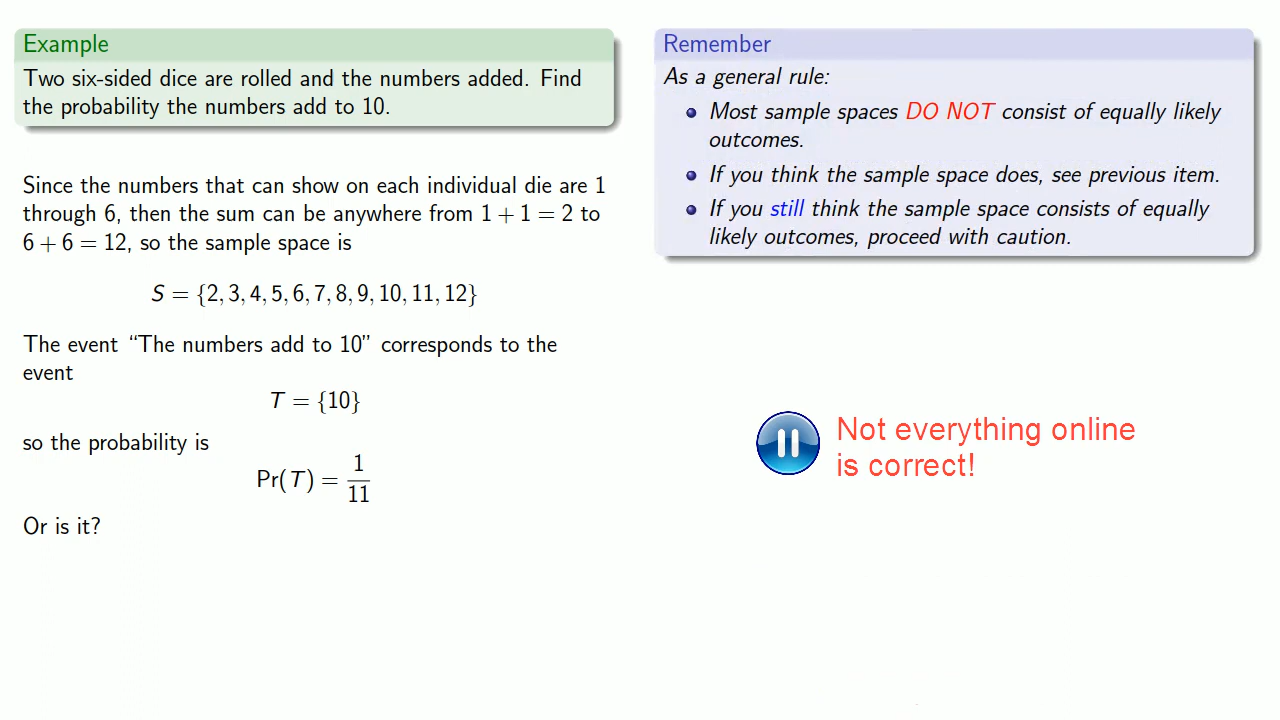 Example
Two six-sided dice are rolled and the numbers added. Find
the probability the numbers add to 10.
Since the numbers that can show on each individual die are 1
through 6, then the sum can be anywhere from 1 + 1 = 2 to
6 + 6 = 12, so the sample space is
S = {2, 3, 4, 5, 6, 7, 8, 9, 10, 11, 12}
The event “The numbers add to 10” corresponds to the
event
T = {10}
so the probability is
Pr(T) = 1/11
Or is it?
Remember
As a general rule:
Most sample spaces DO NOT consist of equally likely
outcomes.
If you think the sample space does, see previous item.
If you still think the sample space consists of equally
likely outcomes, proceed with caution.
Not everything online
is correct!